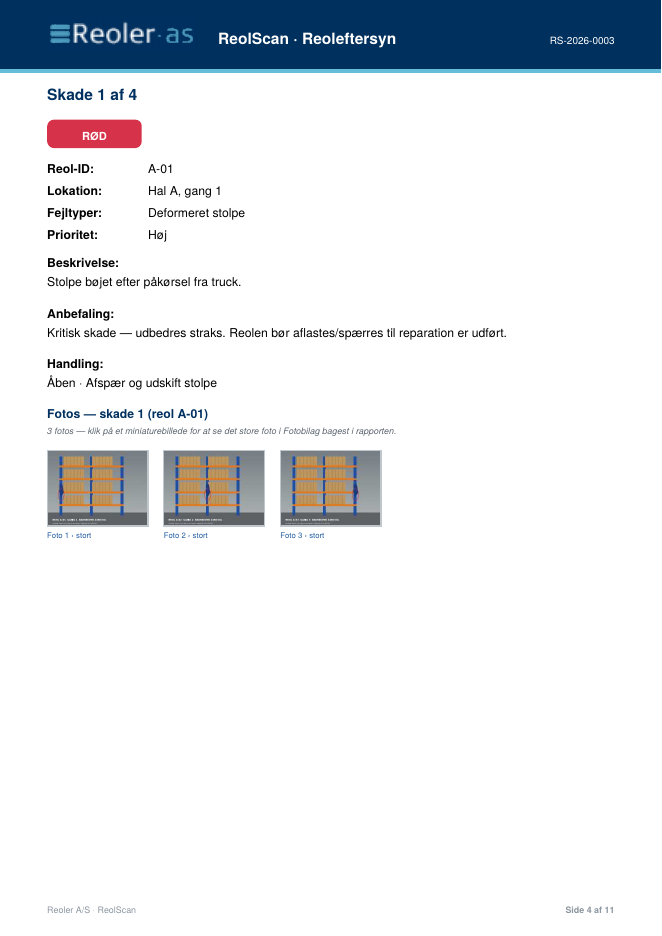 Reoler·as
ReolScan · Reoleftersyn
RS-2026-0003
Skade 1 af 4
RØD
Reol-ID: A-01
Lokation: Hal A, gang 1
Fejltyper: Deformeret stolpe
Prioritet: Høj
Beskrivelse:
Stolpe bøjet efter påkørsel fra truck.
Anbefaling:
Kritisk skade — udbedres straks. Reolen bør aflastes/spærres til reparation er udført.
Handling:
Åben · Afspær og udskift stolpe
Fotos — skade 1 (reol A-01)
3 fotos — klik på et miniaturebillede for at se det store foto i Fotobilag bagest i rapporten.
Foto 1 › stort
Foto 2 › stort
Foto 3 › stort
Reoler A/S · ReolScan
Side 4 af 11